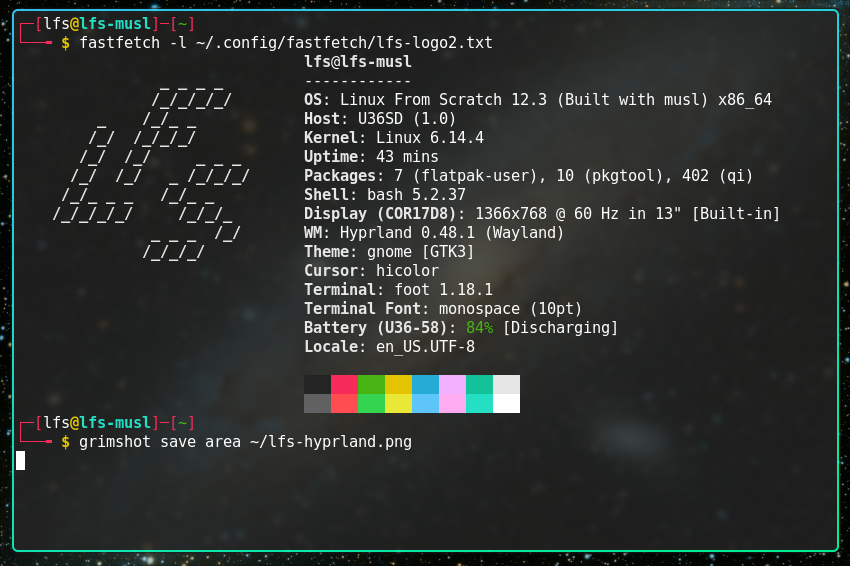 ┌─[lfs@lfs-musl]─[~]
└──╼ $ fastfetch -l ~/.config/fastfetch/lfs-logo2.txt
lfs@lfs-musl
------------
OS: Linux From Scratch 12.3 (Built with musl) x86_64
Host: U36SD (1.0)
Kernel: Linux 6.14.4
Uptime: 43 mins
Packages: 7 (flatpak-user), 10 (pkgtool), 402 (qi)
Shell: bash 5.2.37
Display (COR17D8): 1366x768 @ 60 Hz in 13" [Built-in]
WM: Hyprland 0.48.1 (Wayland)
Theme: gnome [GTK3]
Cursor: hicolor
Terminal: foot 1.18.1
Terminal Font: monospace (10pt)
Battery (U36-58): 84% [Discharging]
Locale: en_US.UTF-8
┌─[lfs@lfs-musl]─[~]
└──╼ $ grimshot save area ~/lfs-hyprland.png